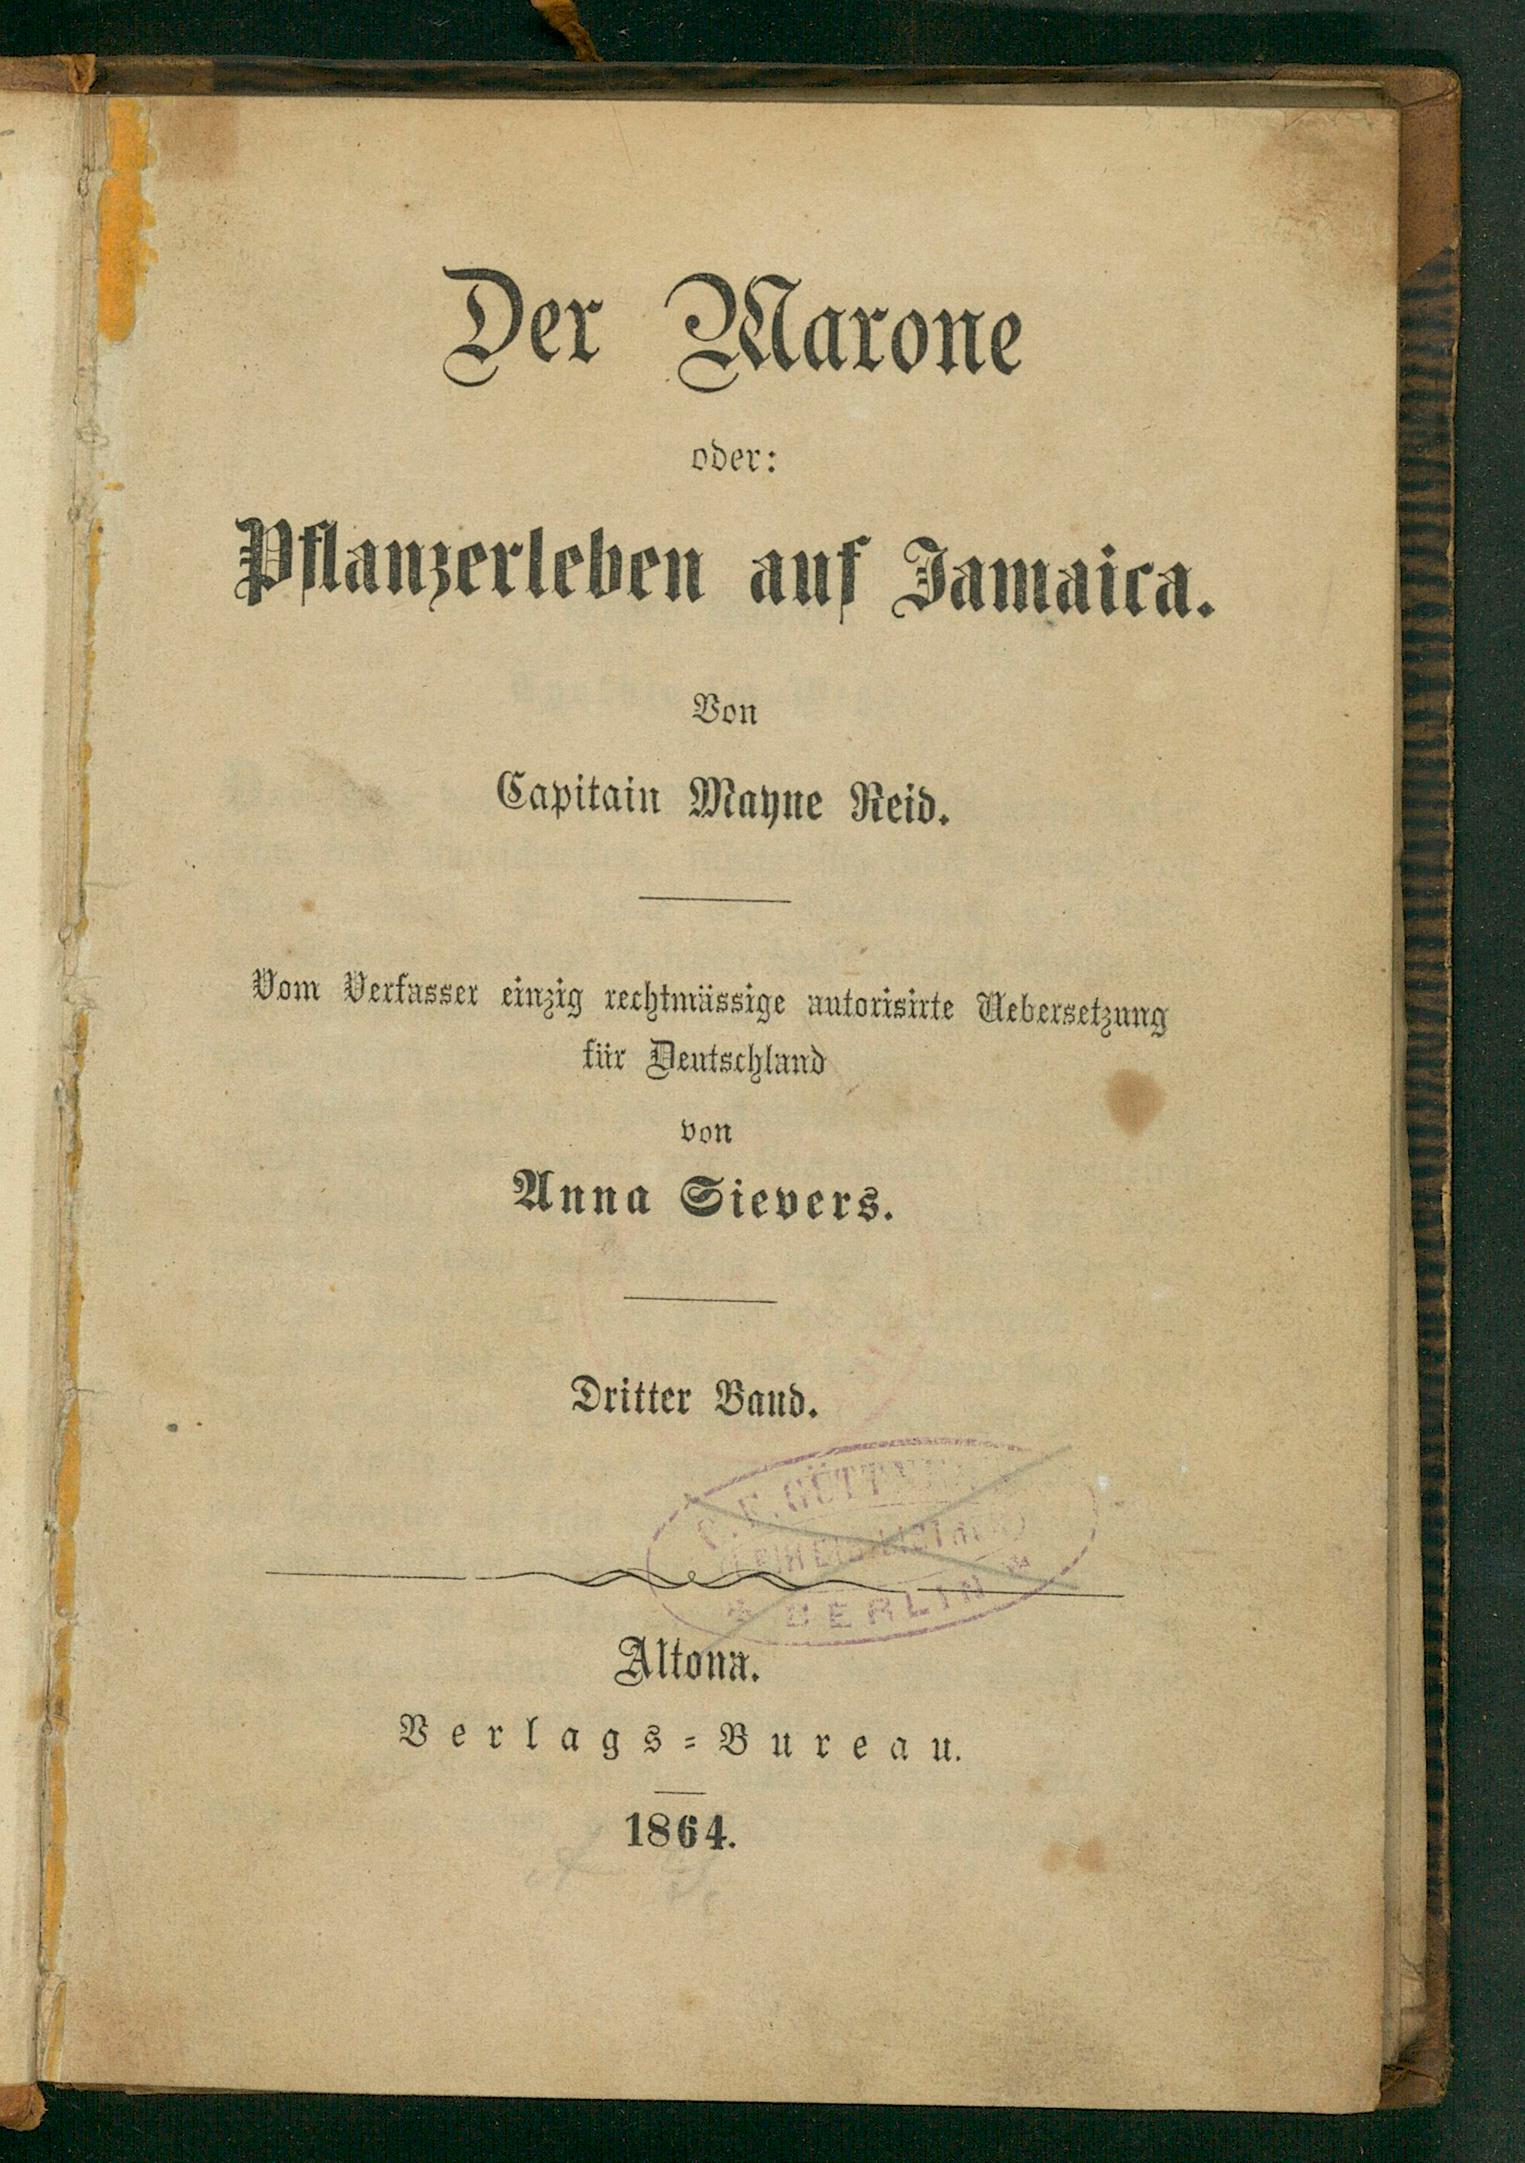 Der Marone
oder:
Pflanzerleben auf Jamaica.
Von
Capitain Mayne Reid.
Vom Verfasser einzig rechtmässige autorisirte Uebersetzung
für Deutschland
von
Anna Sievers.
Dritter Band.
BERLIN
Altona.
Verlags=Bureau.
1864.